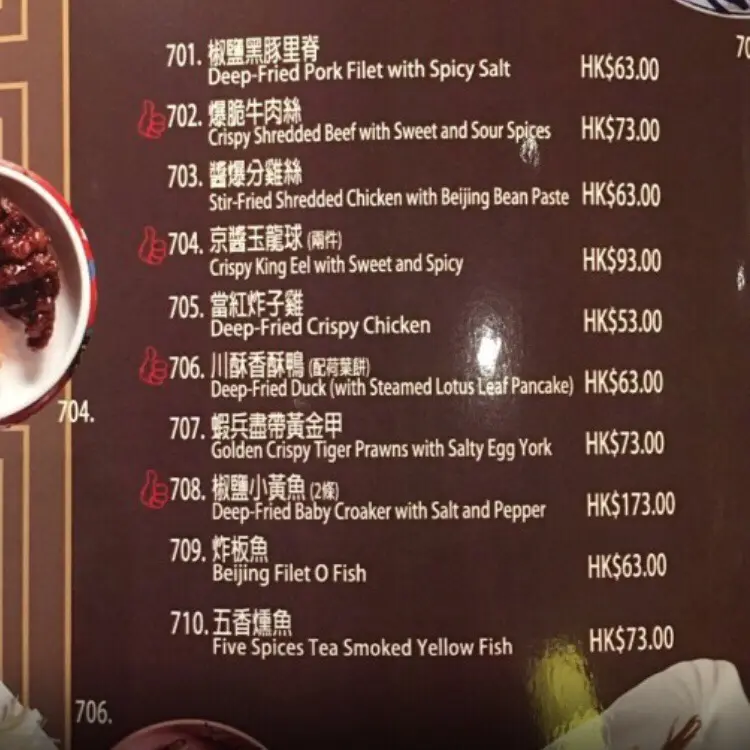 701. 椒鹽黑豚里脊
Deep-Fried Pork Filet with Spicy Salt HK$63.00
702. 爆脆牛肉絲
Crispy Shredded Beef with Sweet and Sour Spices HK$73.00
703. 醬爆分雞絲
Stir-Fried Shredded Chicken with Beijing Bean Paste HK$63.00
704. 京醬玉龍球 (兩件)
Crispy King Eel with Sweet and Spicy HK$93.00
705. 當紅炸子雞
Deep-Fried Crispy Chicken HK$53.00
706. 川酥香酥鴨 (配荷葉餅)
Deep-Fried Duck (with Steamed Lotus Leaf Pancake) HK$63.00
707. 蝦兵盡帶黃金甲
Golden Crispy Tiger Prawns with Salty Egg York HK$73.00
708. 椒鹽小黃魚 (2條)
Deep-Fried Baby Croaker with Salt and Pepper HK$173.00
709. 炸板魚
Beijing Filet O Fish HK$63.00
710. 五香燻魚
Five Spices Tea Smoked Yellow Fish HK$73.00
704.
706.